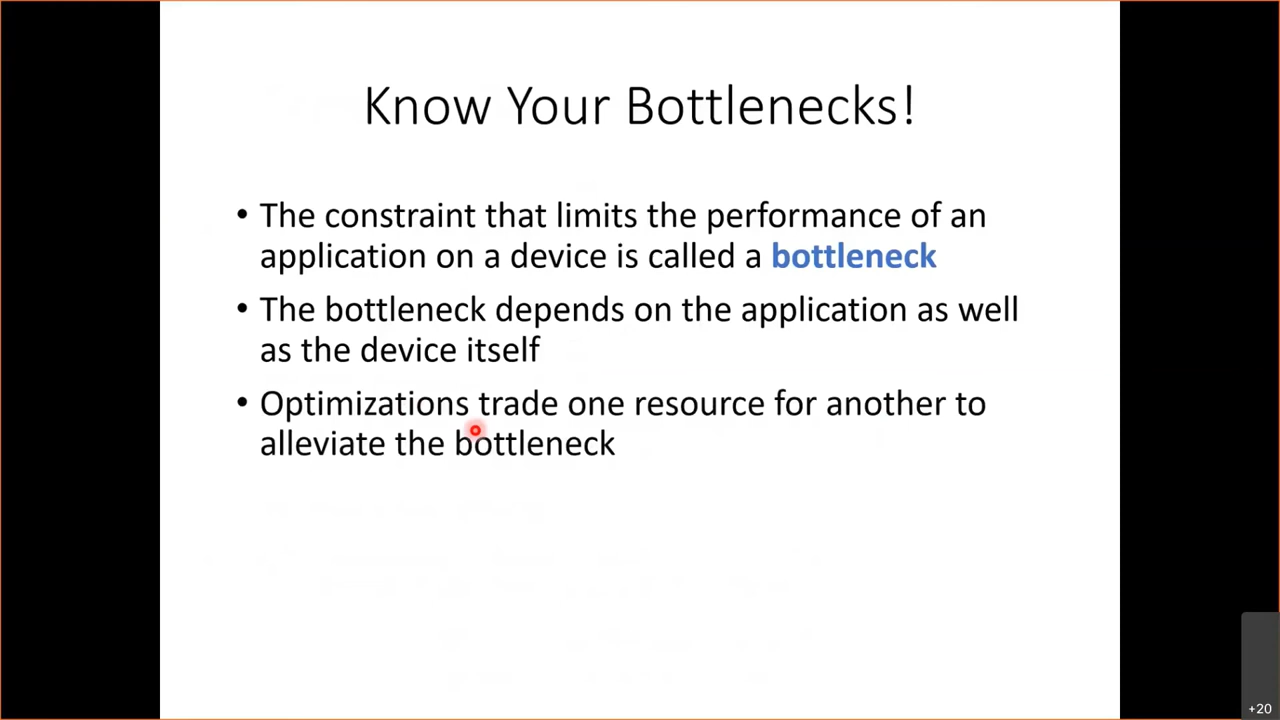 Know Your Bottlenecks!
• The constraint that limits the performance of an
application on a device is called a bottleneck
• The bottleneck depends on the application as well
as the device itself
• Optimizations trade one resource for another to
alleviate the bottleneck
+20